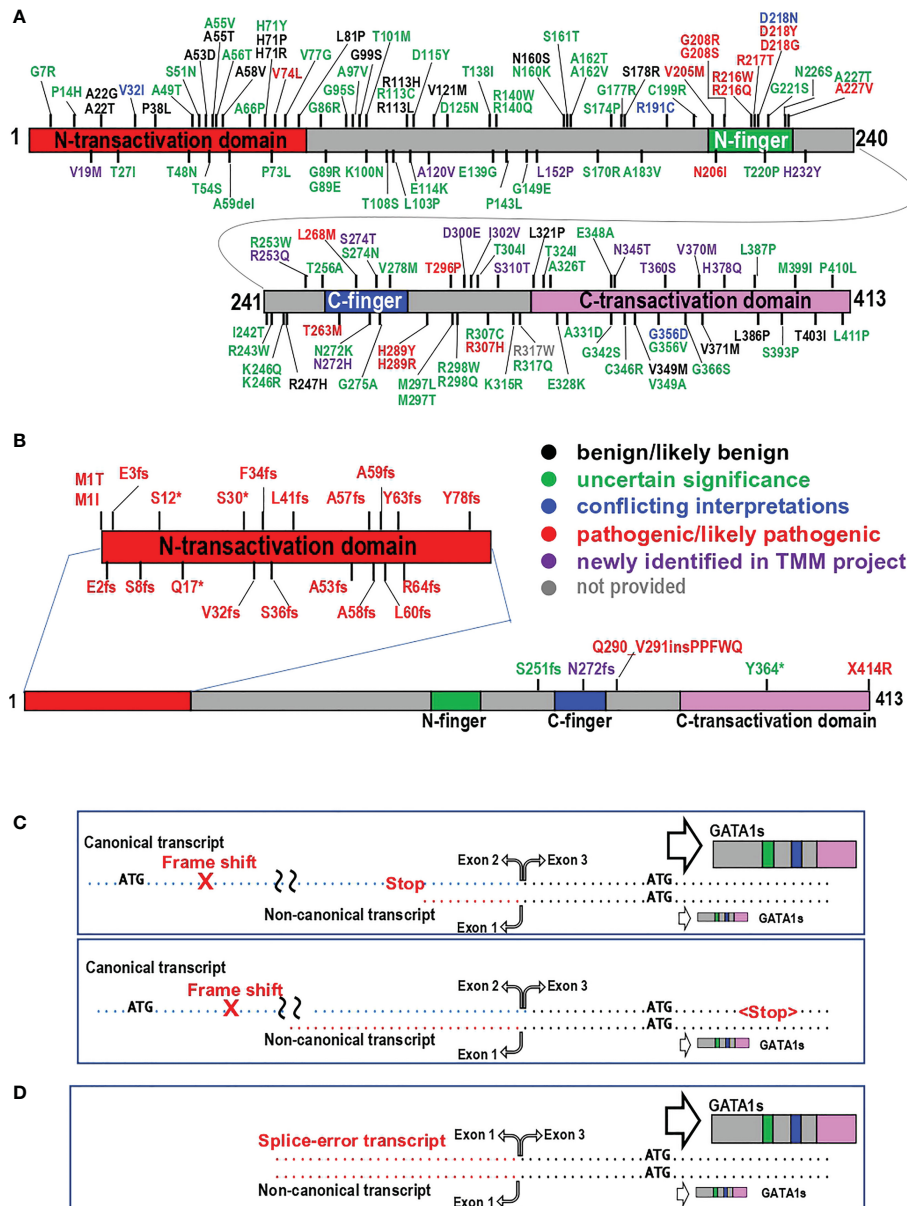 A
G7R
P14H
A22G
A22T
V32I
P38L
A49T
S51N
A53D
A55V
A55T
A56T
A58V
A66P
H71Y
H71P
H71R
V74L
V77G
L81P
G86R
G95S
A97V
G99S
T101M
R113H
R113C
R113L
D115Y
V121M
D125N
T138I
R140W
R140Q
N160S
N160K
S161T
A162T
A162V
S174P
G177R
S178R
R191C
C199R
V205M
G208R
G208S
R216W
R216Q
R217T
D218N
D218Y
D218G
G221S
N226S
A227T
A227V
1
N-transactivation domain
N-finger
240
V19M
T27I
T48N
T54S
A59del
P73L
G89R
G89E
K100N
T108S
L103P
E114K
A120V
E139G
P143L
G149E
L152P
S170R
A183V
N206I
T220P
H232Y
R253W
R253Q
T256A
L268M
S274T
S274N
V278M
T296P
D300E
I302V
T304I
S310T
L321P
T324I
A326T
E348A
N345T
T360S
V370M
H378Q
L387P
M399I
P410L
241
C-finger
C-transactivation domain
413
I242T
R243W
K246Q
K246R
R247H
T263M
N272K
N272H
G275A
H289Y
H289R
M297L
M297T
R298W
R298Q
R307C
R307H
K315R
R317W
R317Q
E328K
A331D
G342S
C346R
V349M
V349A
G356D
G356V
G366S
V371M
L386P
S393P
T403I
L411P
B
M1T
M1I
E3fs
S12*
S30*
F34fs
L41fs
A57fs
A59fs
Y63fs
Y78fs
N-transactivation domain
E2fs
S8fs
Q17*
V32fs
S36fs
A53fs
A58fs
L60fs
R64fs
benign/likely benign
uncertain significance
conflicting interpretations
pathogenic/likely pathogenic
newly identified in TMM project
not provided
S251fs
N272fs
Q290_V291insPPFWQ
Y364*
X414R
1
413
N-finger
C-finger
C-transactivation domain
C
Canonical transcript
Frame shift
ATG
X
Stop
Exon 2
Exon 3
ATG
GATA1s
ATG
Non-canonical transcript
Exon 1
GATA1s
Canonical transcript
Frame shift
ATG
X
Exon 2
Exon 3
ATG
<Stop>
ATG
Non-canonical transcript
Exon 1
GATA1s
D
GATA1s
Splice-error transcript
Exon 1
Exon 3
ATG
ATG
Non-canonical transcript
Exon 1
GATA1s